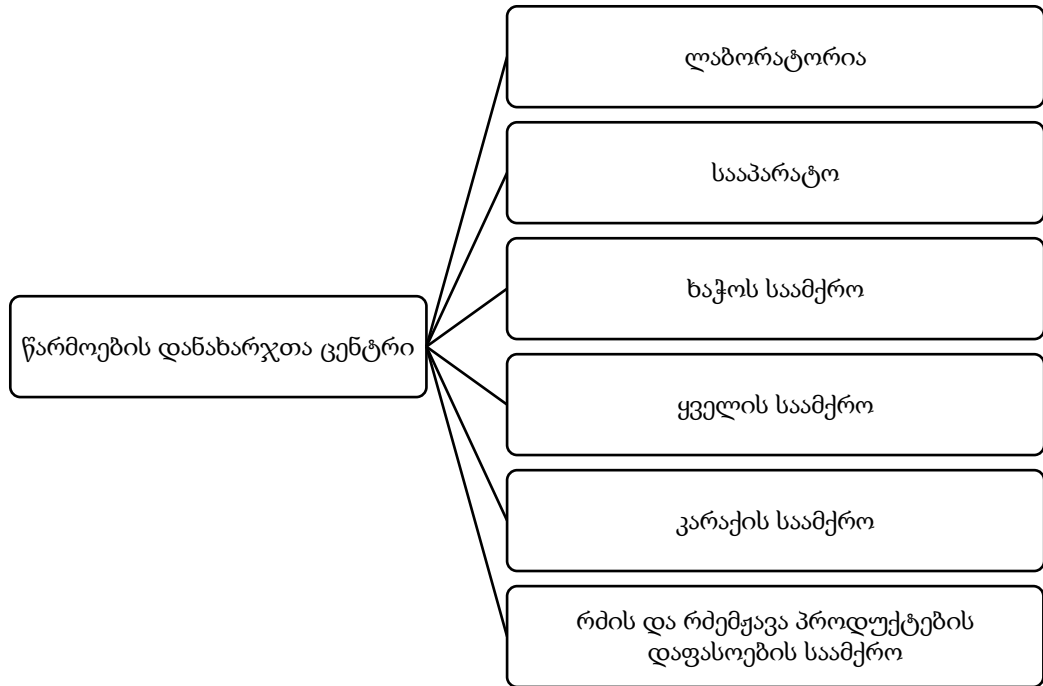 ლაბორატორია
სააპარატო
ხაჭოს საამქრო
წარმოების დანახარჯთა ცენტრი
ყველის საამქრო
კარაქის საამქრო
რძის და რძემჟავა პროდუქტების
დაფასოების საამქრო